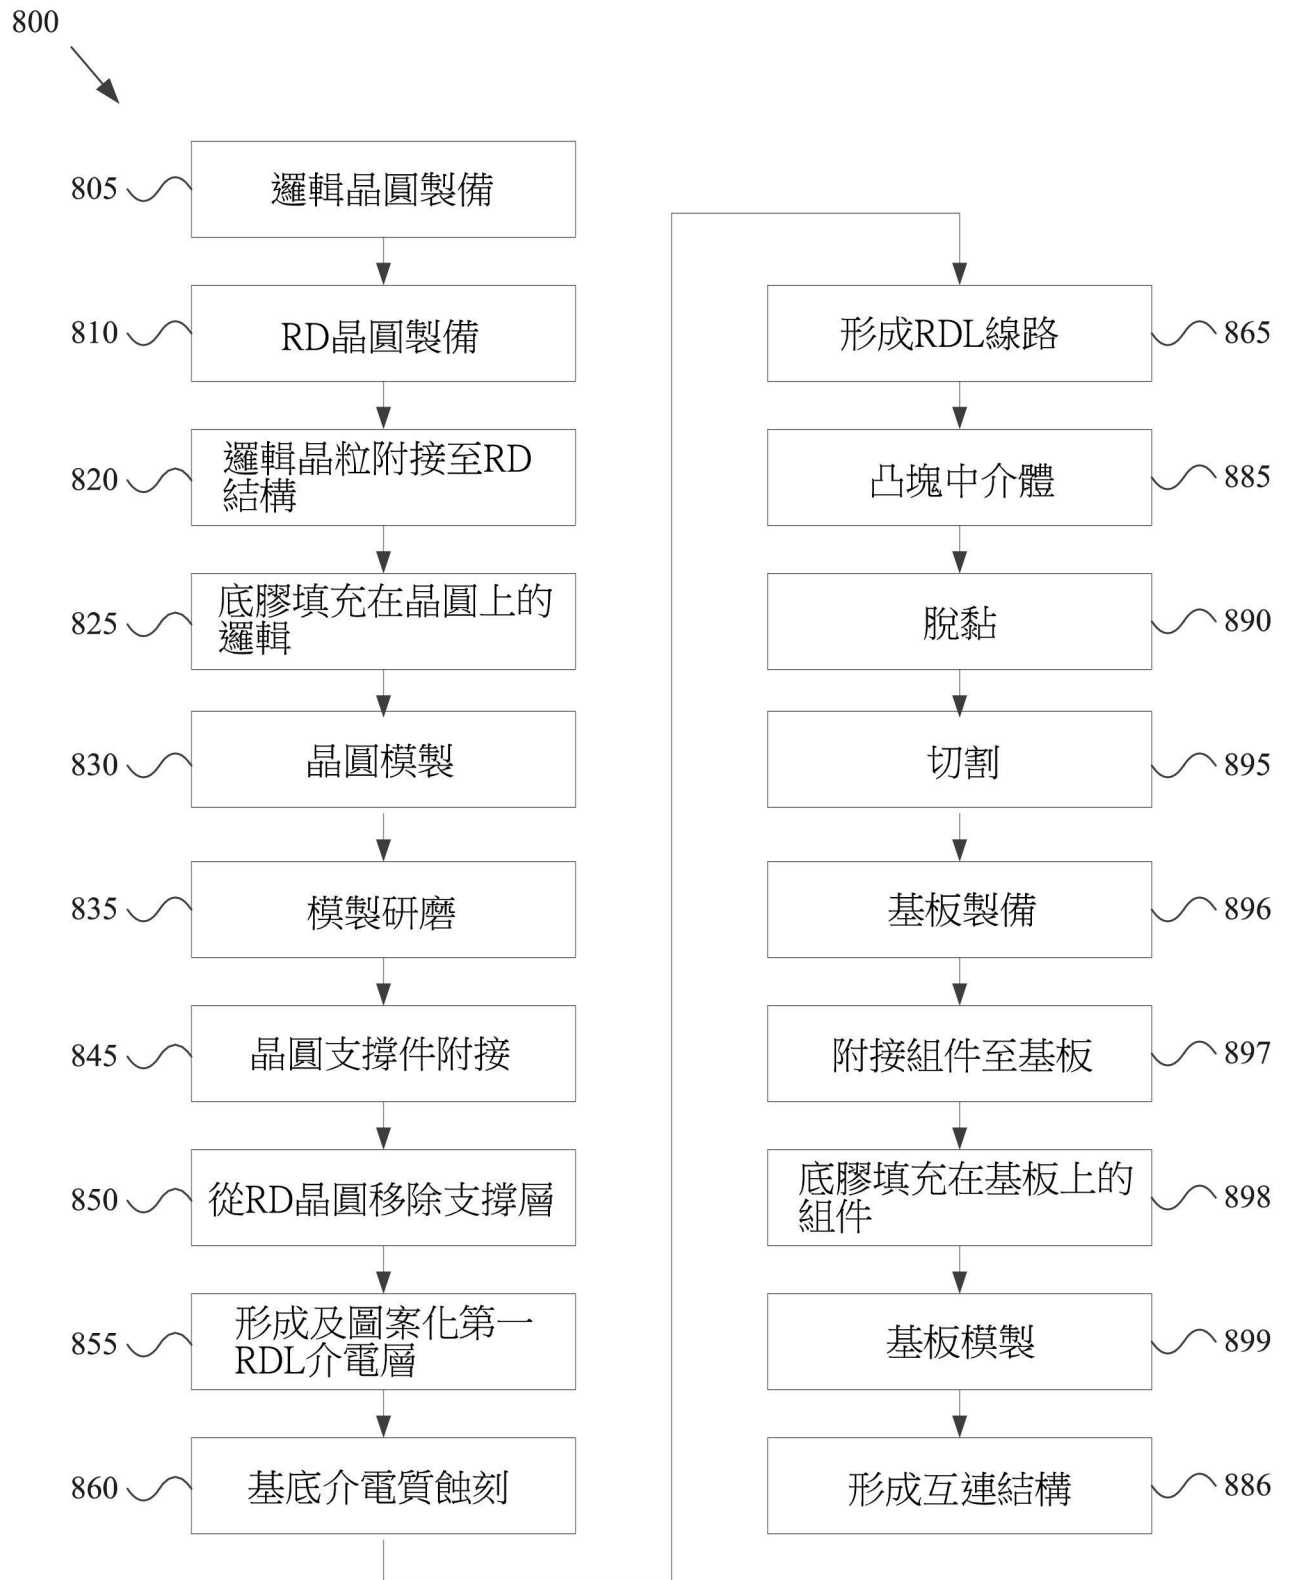 800
805
邏輯晶圓製備
810
RD晶圓製備
820
邏輯晶粒附接至RD
結構
825
底膠填充在晶圓上的
邏輯
830
晶圓模製
835
模製研磨
845
晶圓支撐件附接
850
從RD晶圓移除支撐層
855
形成及圖案化第一
RDL介電層
860
基底介電質蝕刻
形成RDL線路
865
凸塊中介體
885
脫黏
890
切割
895
基板製備
896
附接組件至基板
897
底膠填充在基板上的
組件
898
基板模製
899
形成互連結構
886